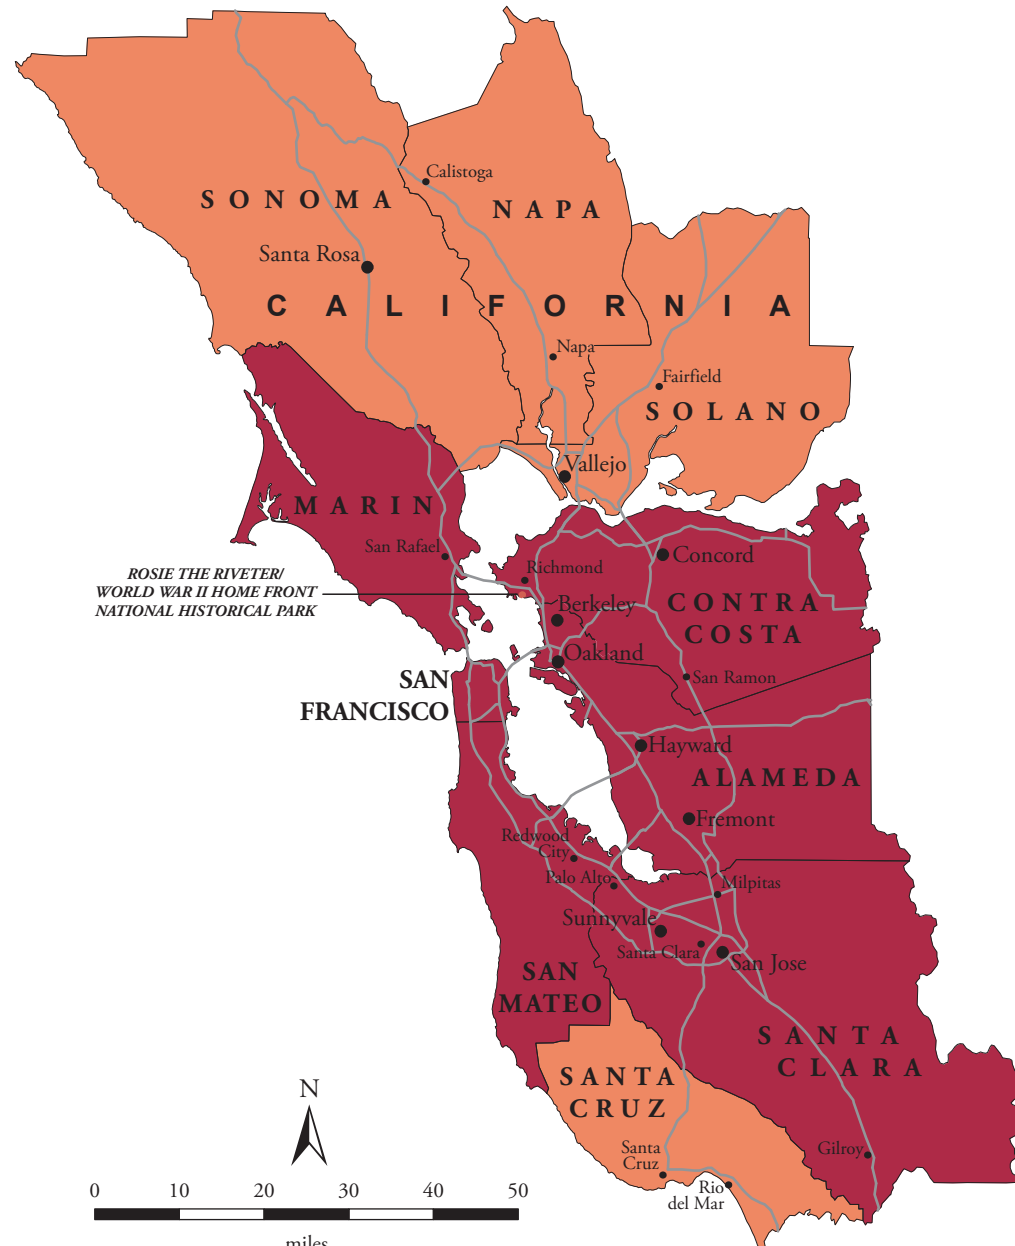 Calistoga
SONOMA
NAPA
Santa Rosa
CALIFORNIA
Napa
Fairfield
SOLANO
Vallejo
MARIN
San Rafael
Concord
Richmond
ROSIE THE RIVETER/
WORLD WAR II HOME FRONT
NATIONAL HISTORICAL PARK
Berkeley
CONTRA
COSTA
Oakland
San Ramon
SAN
FRANCISCO
Hayward
ALAMEDA
Fremont
Redwood
City
Palo Alto
Milpitas
Sunnyvale
Santa Clara
San Jose
SAN
MATEO
SANTA
CLARA
SANTA
CRUZ
N
Gilroy
Santa
Cruz
Rio
del Mar
0 10 20 30 40 50
miles